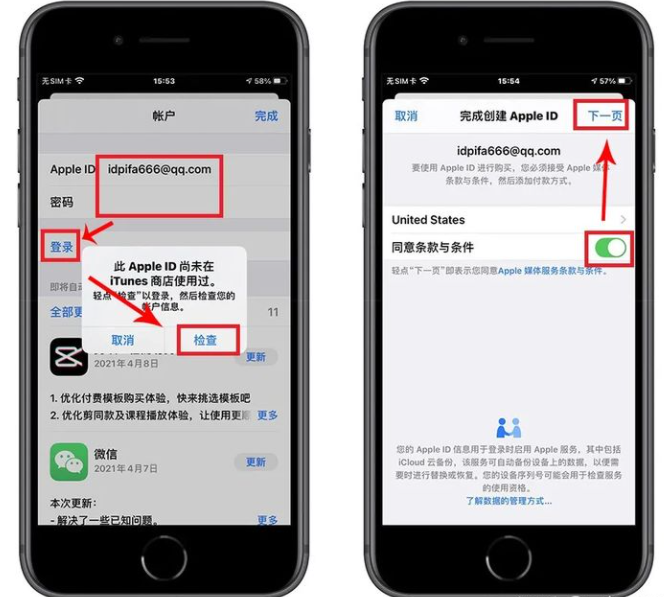 无SIM卡 15:53 58%
帐户 完成
Apple ID idpifa666@qq.com
密码
登录
此 Apple ID 尚未在
iTunes 商店使用过。
轻点“检查”以登录，然后检查您的
帐户信息。
取消 检查
即将自
全部更 11
2021年4月8日 更新
1. 优化付费模板购买体验，快来挑选模板吧
2. 优化剪同款及课程播放体验，让使用更 更多
微信
2021年4月7日 更新
本次更新：
- 解决了一些已知问题。 更多
无SIM卡 15:54 57%
取消 完成创建 Apple ID 下一页
idpifa666@qq.com
要使用 Apple ID 进行购买，您必须接受 Apple 媒体
条款与条件，然后添加付款方式。
United States
同意条款与条件
轻点“下一页”即表示您同意Apple 媒体服务条款与条件。
您的 Apple ID 信息用于登录时启用 Apple 服务，其中包括
iCloud 云备份，该服务可自动备份设备上的数据，以便需
要时进行替换或恢复。您的设备序列号可能会用于检查服务
的使用资格。
了解数据的管理方式...